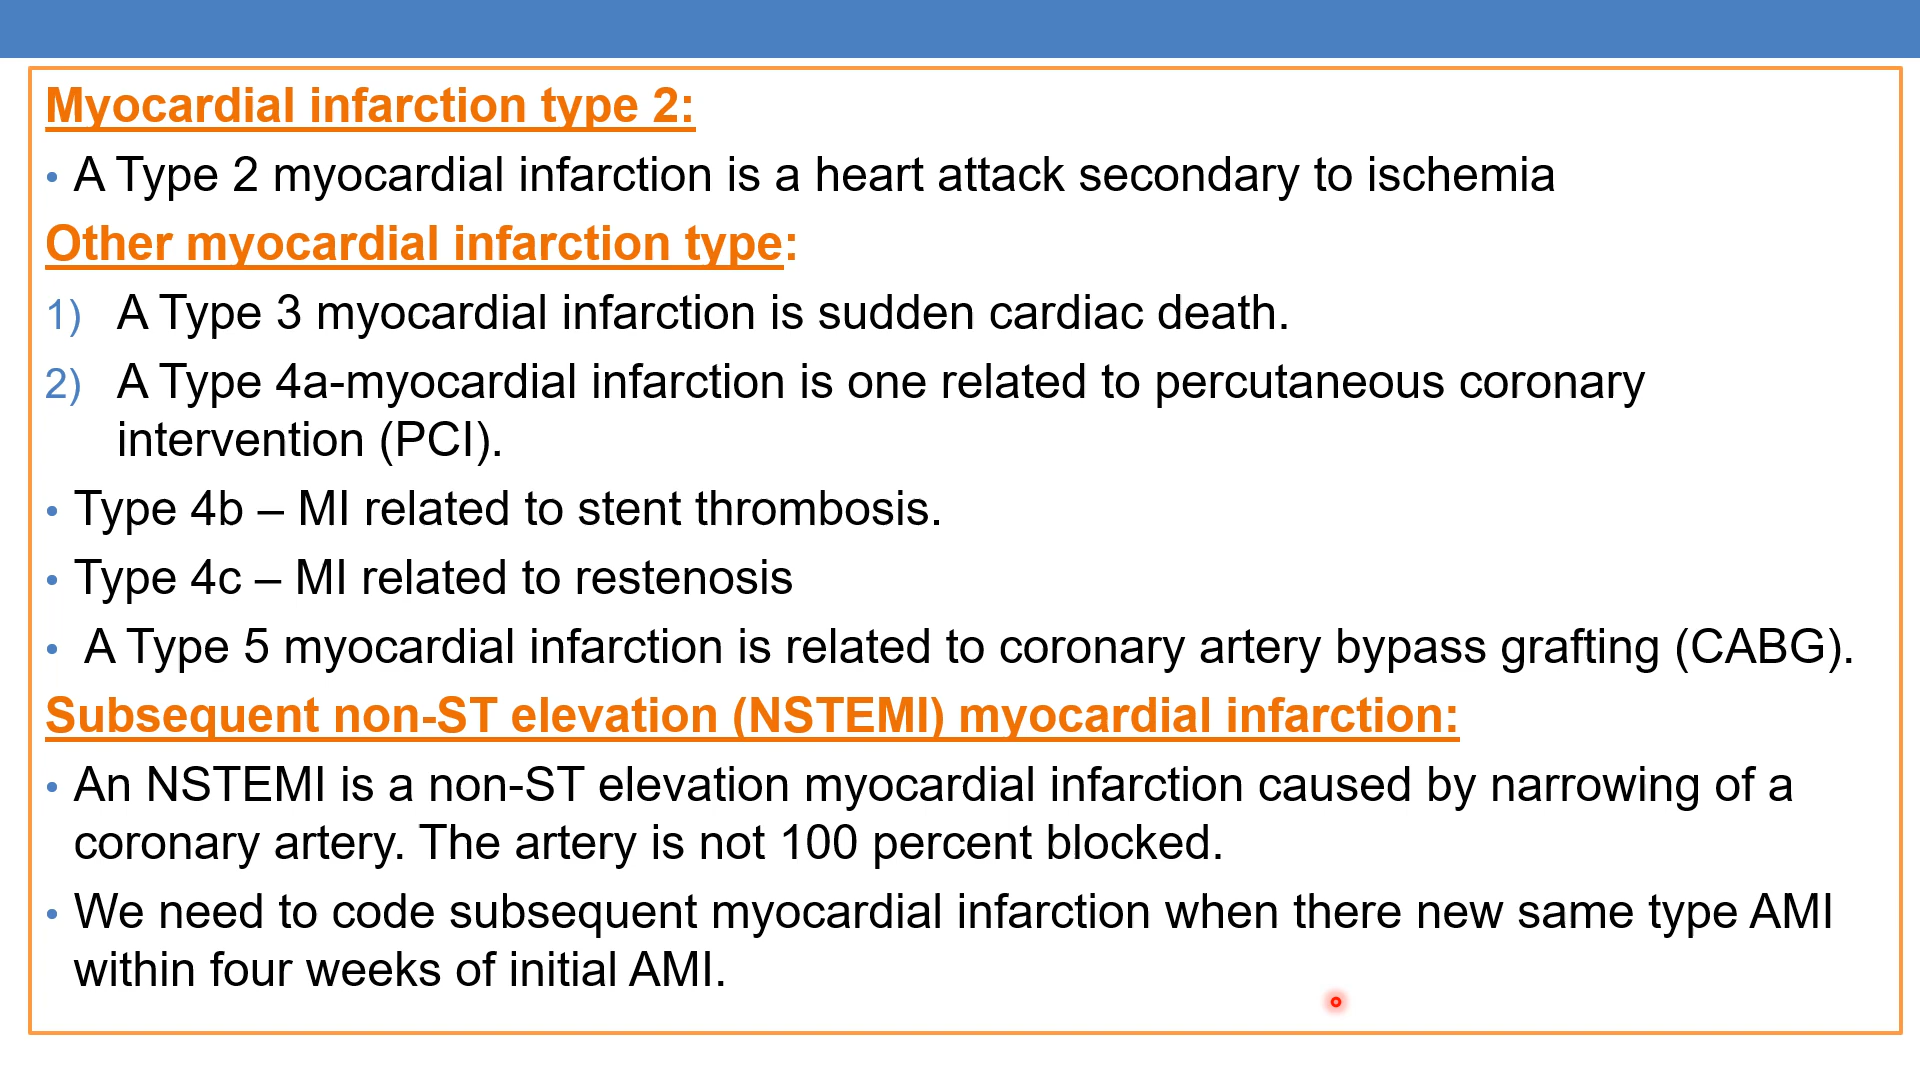 Myocardial infarction type 2:
• A Type 2 myocardial infarction is a heart attack secondary to ischemia
Other myocardial infarction type:
1) A Type 3 myocardial infarction is sudden cardiac death.
2) A Type 4a-myocardial infarction is one related to percutaneous coronary
intervention (PCI).
• Type 4b – MI related to stent thrombosis.
• Type 4c – MI related to restenosis
• A Type 5 myocardial infarction is related to coronary artery bypass grafting (CABG).
Subsequent non-ST elevation (NSTEMI) myocardial infarction:
• An NSTEMI is a non-ST elevation myocardial infarction caused by narrowing of a
coronary artery. The artery is not 100 percent blocked.
• We need to code subsequent myocardial infarction when there new same type AMI
within four weeks of initial AMI.